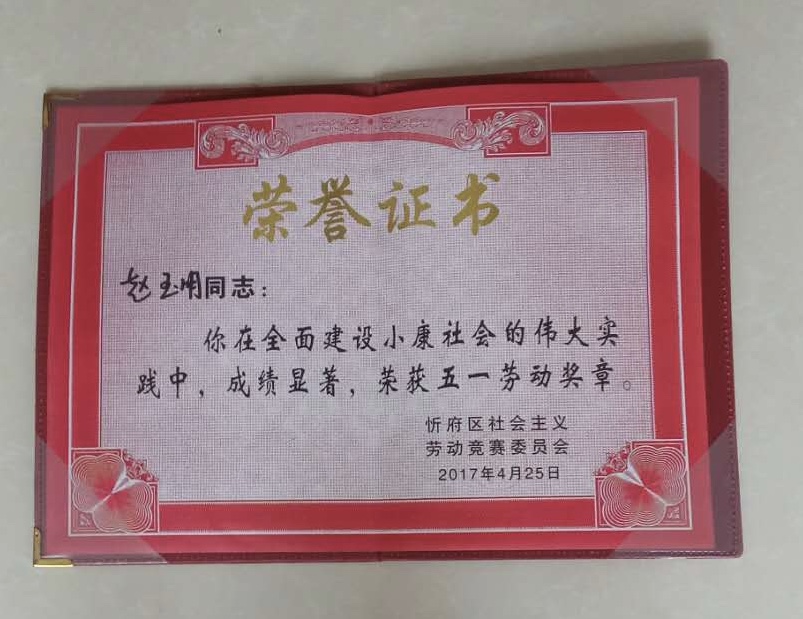 荣誉证书
赵玉明同志：
你在全面建设小康社会的伟大实
践中，成绩显著，荣获五一劳动奖章。
忻府区社会主义
劳动竞赛委员会
2017年4月25日